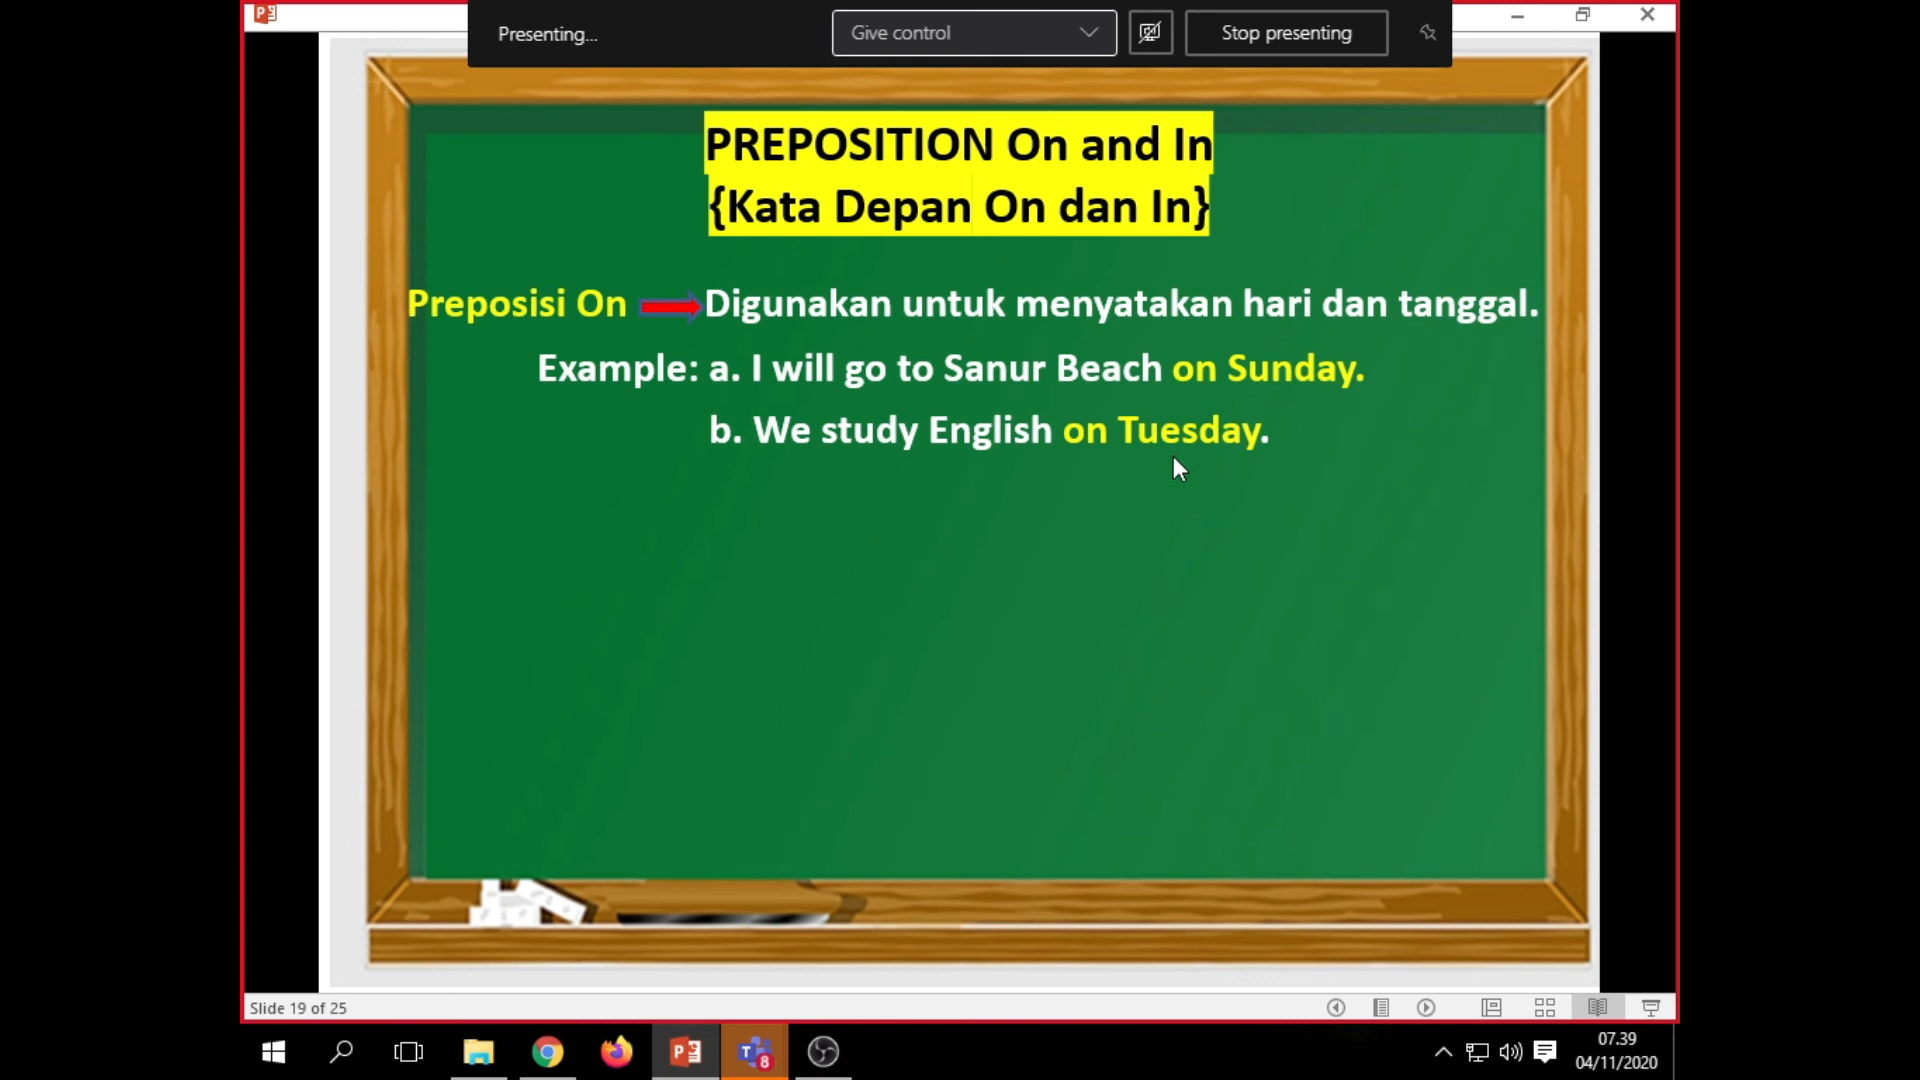 Presenting...
Give control
Stop presenting
PREPOSITION On and In
{Kata Depan On dan In}
Preposisi On Digunakan untuk menyatakan hari dan tanggal.
Example: a. I will go to Sanur Beach on Sunday.
b. We study English on Tuesday.
Slide 19 of 25
8
07.39
04/11/2020